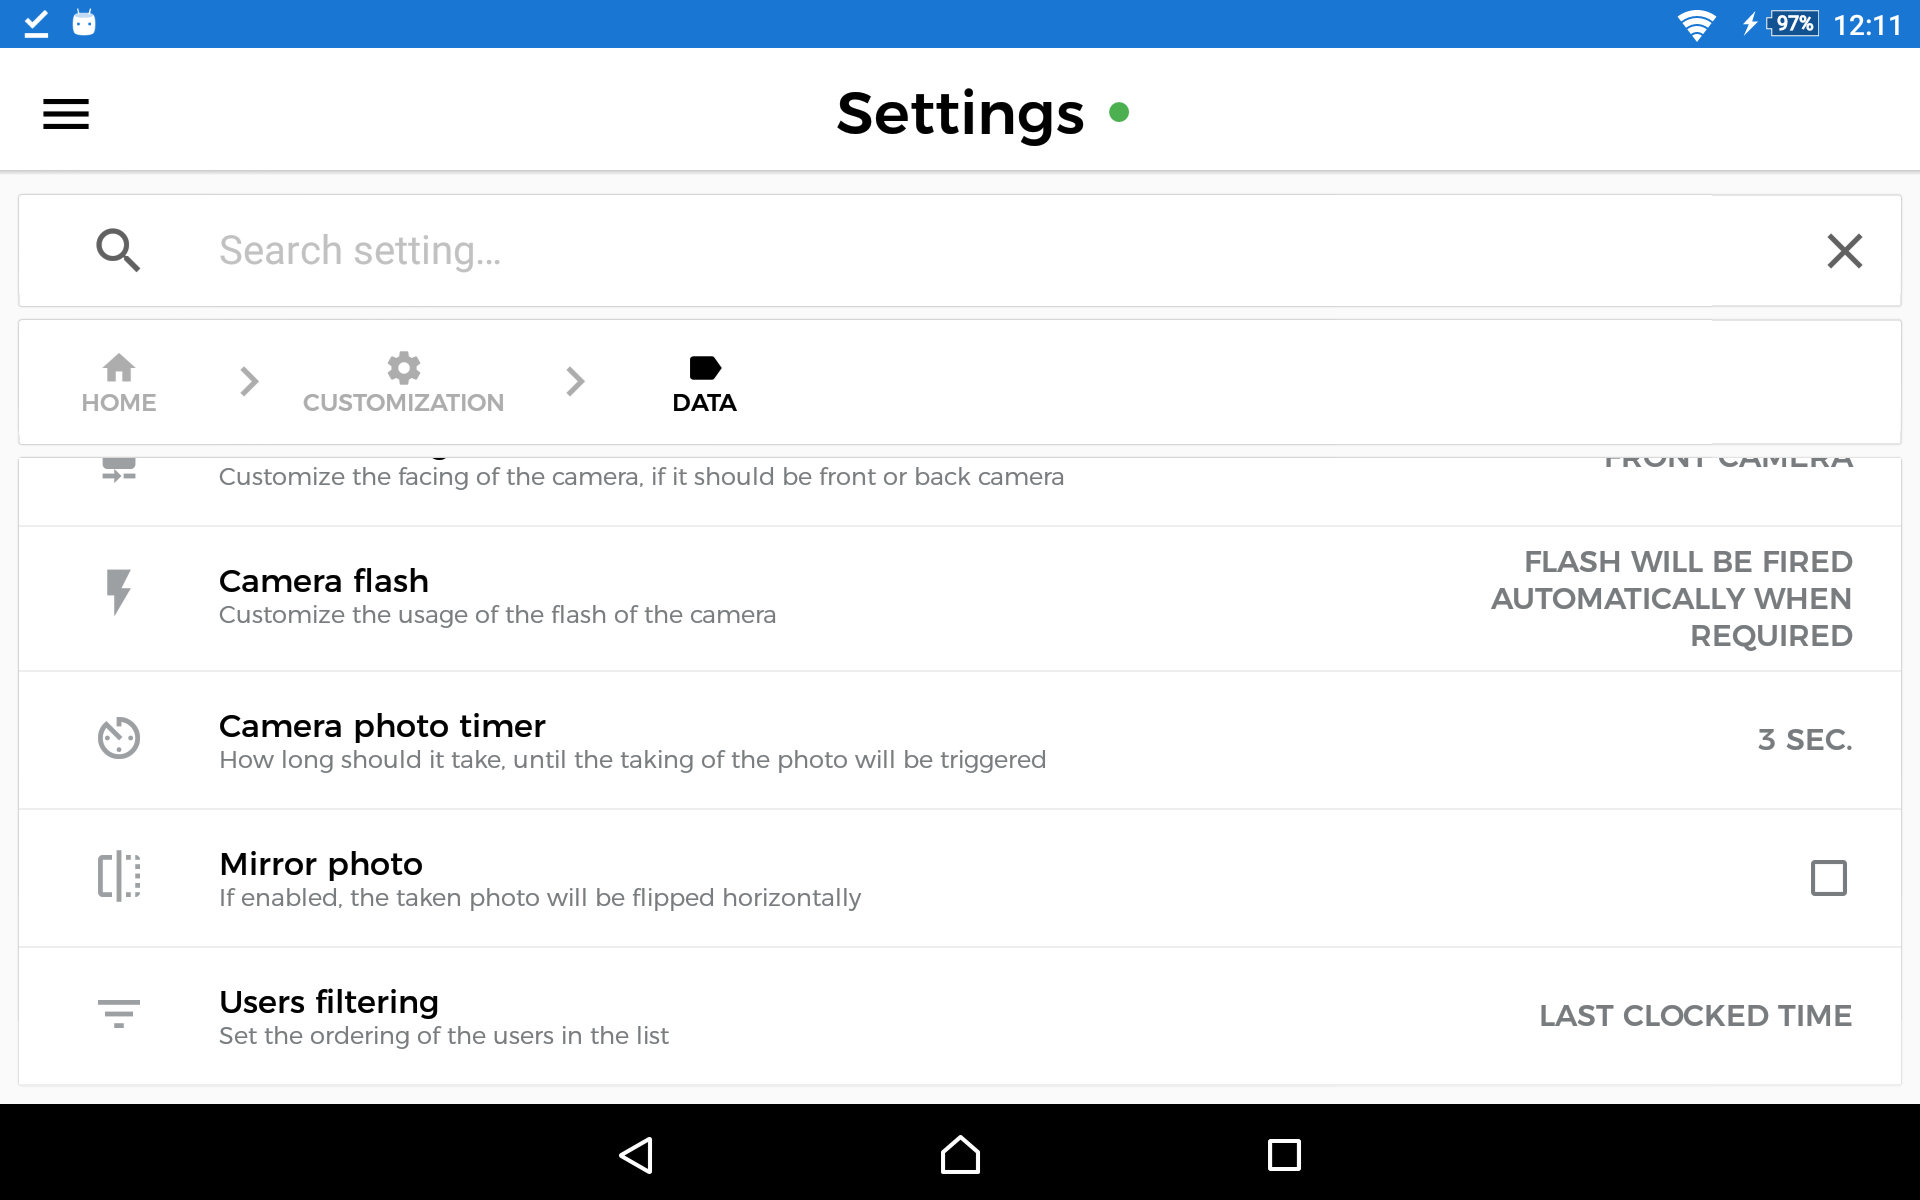 97% 12:11
Settings
Search setting...
HOME
CUSTOMIZATION
DATA
FRONT CAMERA
Customize the facing of the camera, if it should be front or back camera
Camera flash
Customize the usage of the flash of the camera
FLASH WILL BE FIRED
AUTOMATICALLY WHEN
REQUIRED
Camera photo timer
How long should it take, until the taking of the photo will be triggered
3 SEC.
Mirror photo
If enabled, the taken photo will be flipped horizontally
Users filtering
Set the ordering of the users in the list
LAST CLOCKED TIME